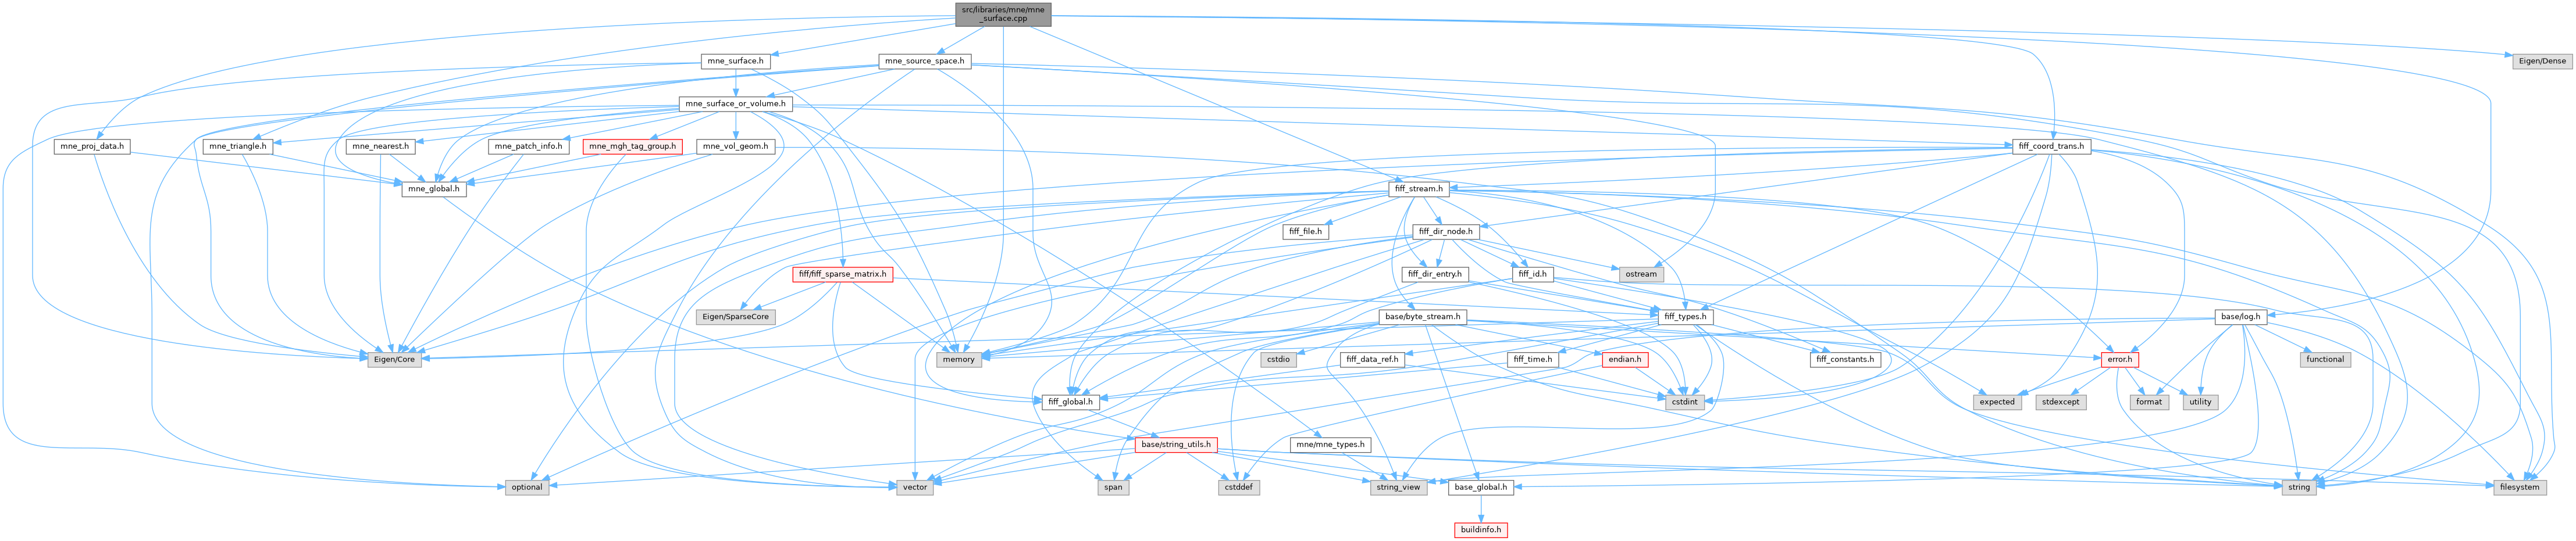 src/libraries/mne/mne
_surface.cpp
mne_surface.h
mne_source_space.h
Eigen/Dense
mne_surface_or_volume.h
mne_proj_data.h
mne_triangle.h
mne_nearest.h
mne_patch_info.h
mne_mgh_tag_group.h
mne_vol_geom.h
fiff_coord_trans.h
mne_global.h
fiff_stream.h
fiff_file.h
fiff_dir_node.h
fiff/fiff_sparse_matrix.h
fiff_dir_entry.h
fiff_id.h
ostream
Eigen/SparseCore
base/byte_stream.h
fiff_types.h
base/log.h
Eigen/Core
memory
cstdio
fiff_data_ref.h
fiff_time.h
endian.h
fiff_constants.h
error.h
functional
fiff_global.h
cstdint
expected
stdexcept
format
utility
base/string_utils.h
mne/mne_types.h
optional
vector
span
cstddef
string_view
base_global.h
string
filesystem
buildinfo.h